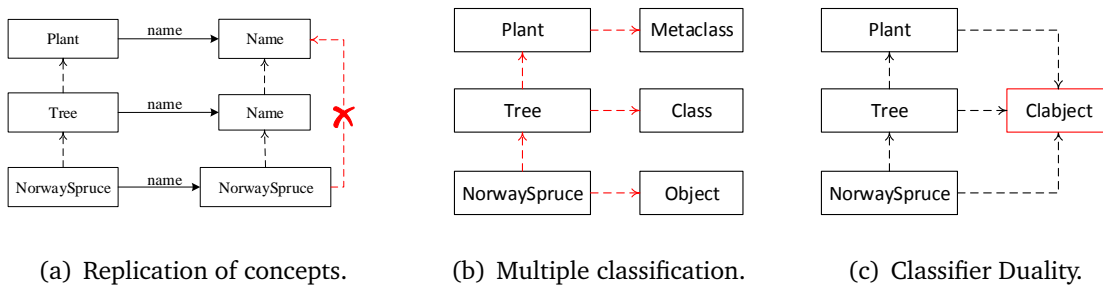 Plant
name
Name
Tree
name
Name
NorwaySpruce
name
NorwaySpruce
(a) Replication of concepts.
Plant
Metaclass
Tree
Class
NorwaySpruce
Object
(b) Multiple classification.
Plant
Tree
Clabject
NorwaySpruce
(c) Classifier Duality.